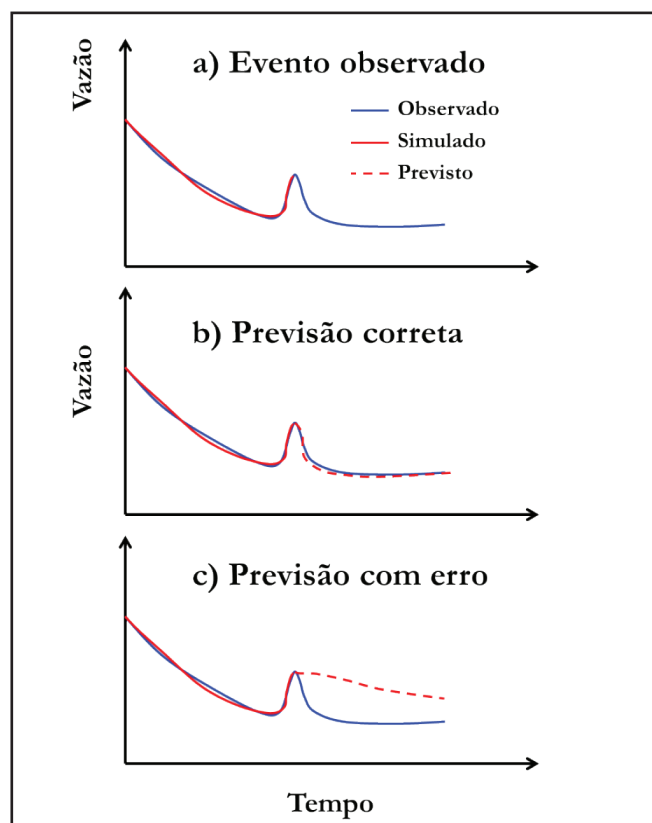 a) Evento observado
Vazão
Observado
Simulado
Previsto
b) Previsão correta
Vazão
c) Previsão com erro
Tempo